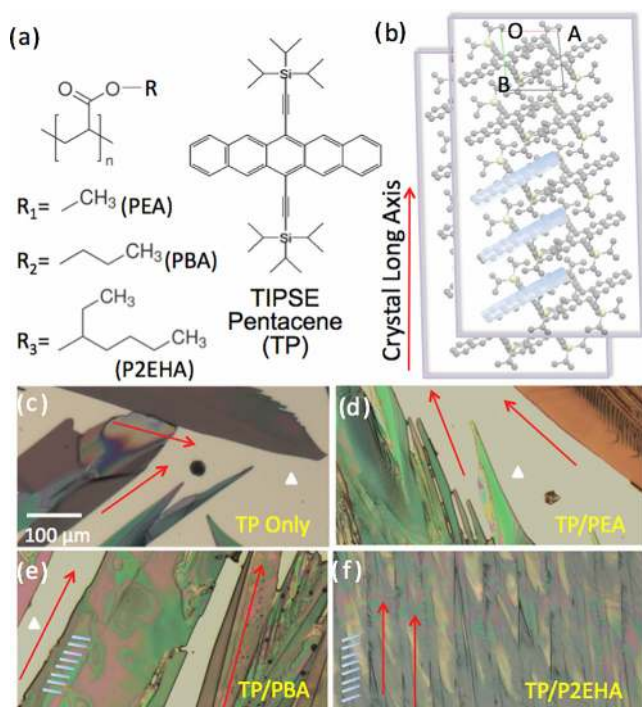 (a)
O
O
R
n
R₁ =
CH₃ (PEA)
R₂ =
CH₃ (PBA)
CH₃
R₃ =
CH₃
(P2EHA)
Si
Si
TIPSE
Pentacene
(TP)
(b)
O
A
B
Crystal Long Axis
(c)
100 μm
TP Only
(d)
TP/PEA
(e)
TP/PBA
(f)
TP/P2EHA